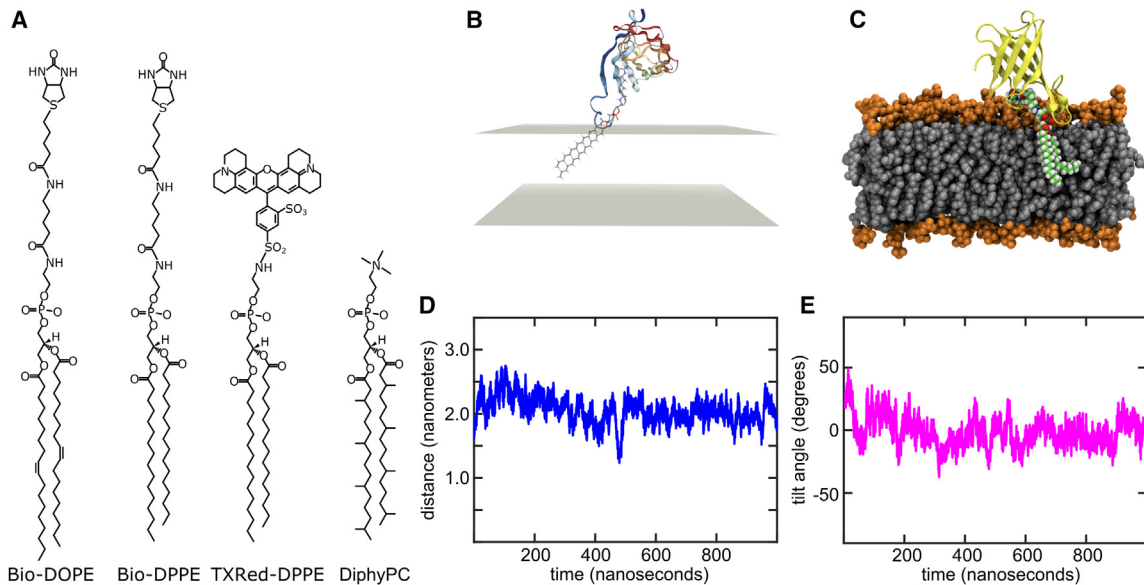 A
B
C
O
HN
NH
S
O
NH
O
NH
O
O=P-O
O
H
O
O
O
Bio-DOPE
O
HN
NH
S
O
NH
O
NH
O
O=P-O
O
H
O
O
O
Bio-DPPE
N
O
N
SO3
SO2
NH
O
O=P-O
O
H
O
O
O
TXRed-DPPE
N
O
O=P-O
O
H
O
O
O
DiphyPC
D
distance (nanometers)
3.0
2.0
1.0
200 400 600 800
time (nanoseconds)
E
tilt angle (degrees)
50
0
-50
200 400 600 800
time (nanoseconds)